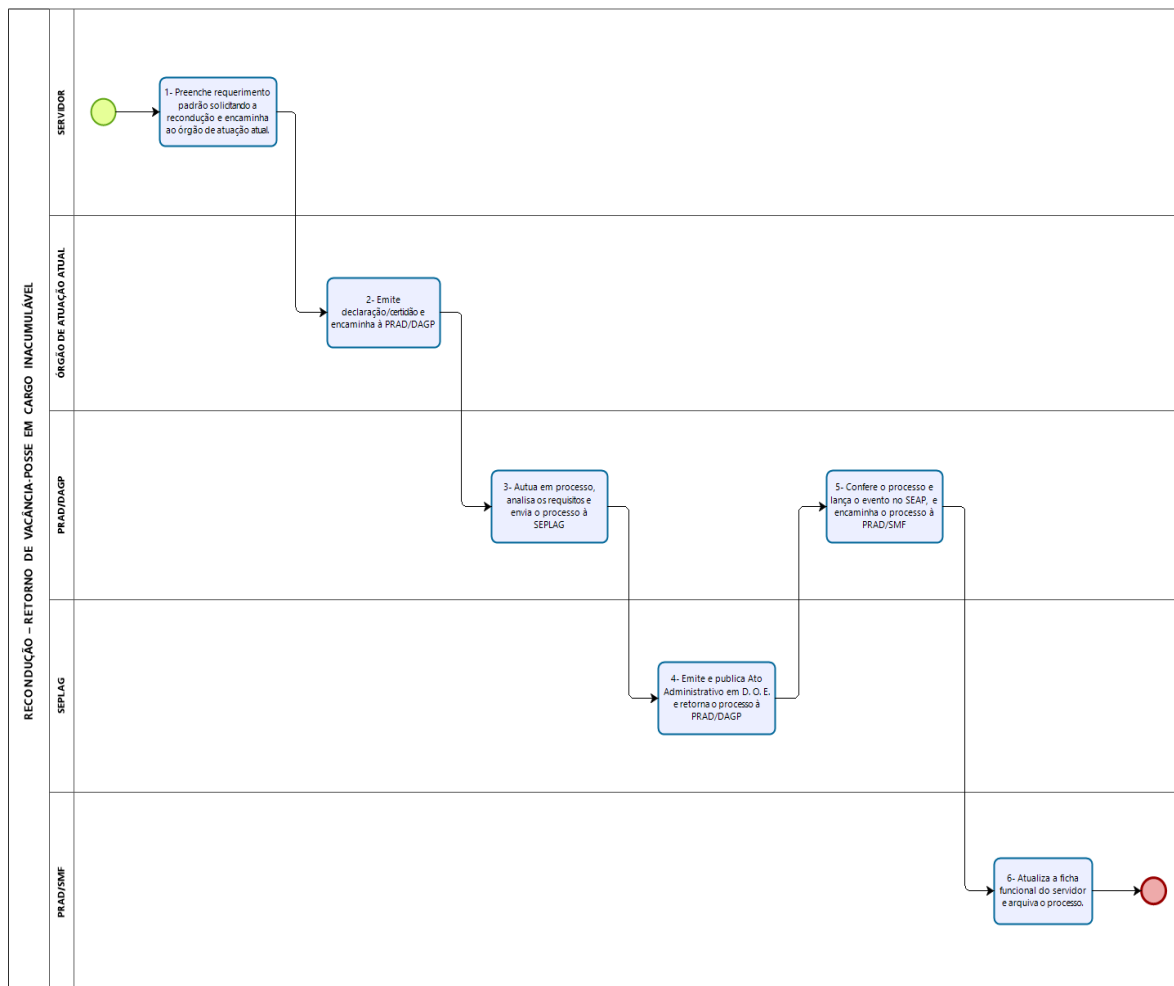 RECONDUÇÃO – RETORNO DE VACÂNCIA-POSSE EM CARGO INACUMULÁVEL
SERVIDOR
1- Preenche requerimento
padrão solicitando a
recondução e encaminha
ao órgão de atuação atual.
ÓRGÃO DE ATUAÇÃO ATUAL
2- Emite
declaração/certidão e
encaminha à PRAD/DAGP
PRAD/DAGP
3- Autua em processo,
analisa os requisitos e
envia o processo à
SEPLAG
5- Confere o processo e
lança o evento no SEAP, e
encaminha o processo à
PRAD/SMF
SEPLAG
4- Emite e publica Ato
Administrativo em D. O. E.
e retorna o processo à
PRAD/DAGP
PRAD/SMF
6- Atualiza a ficha
funcional do servidor
e arquiva o processo.